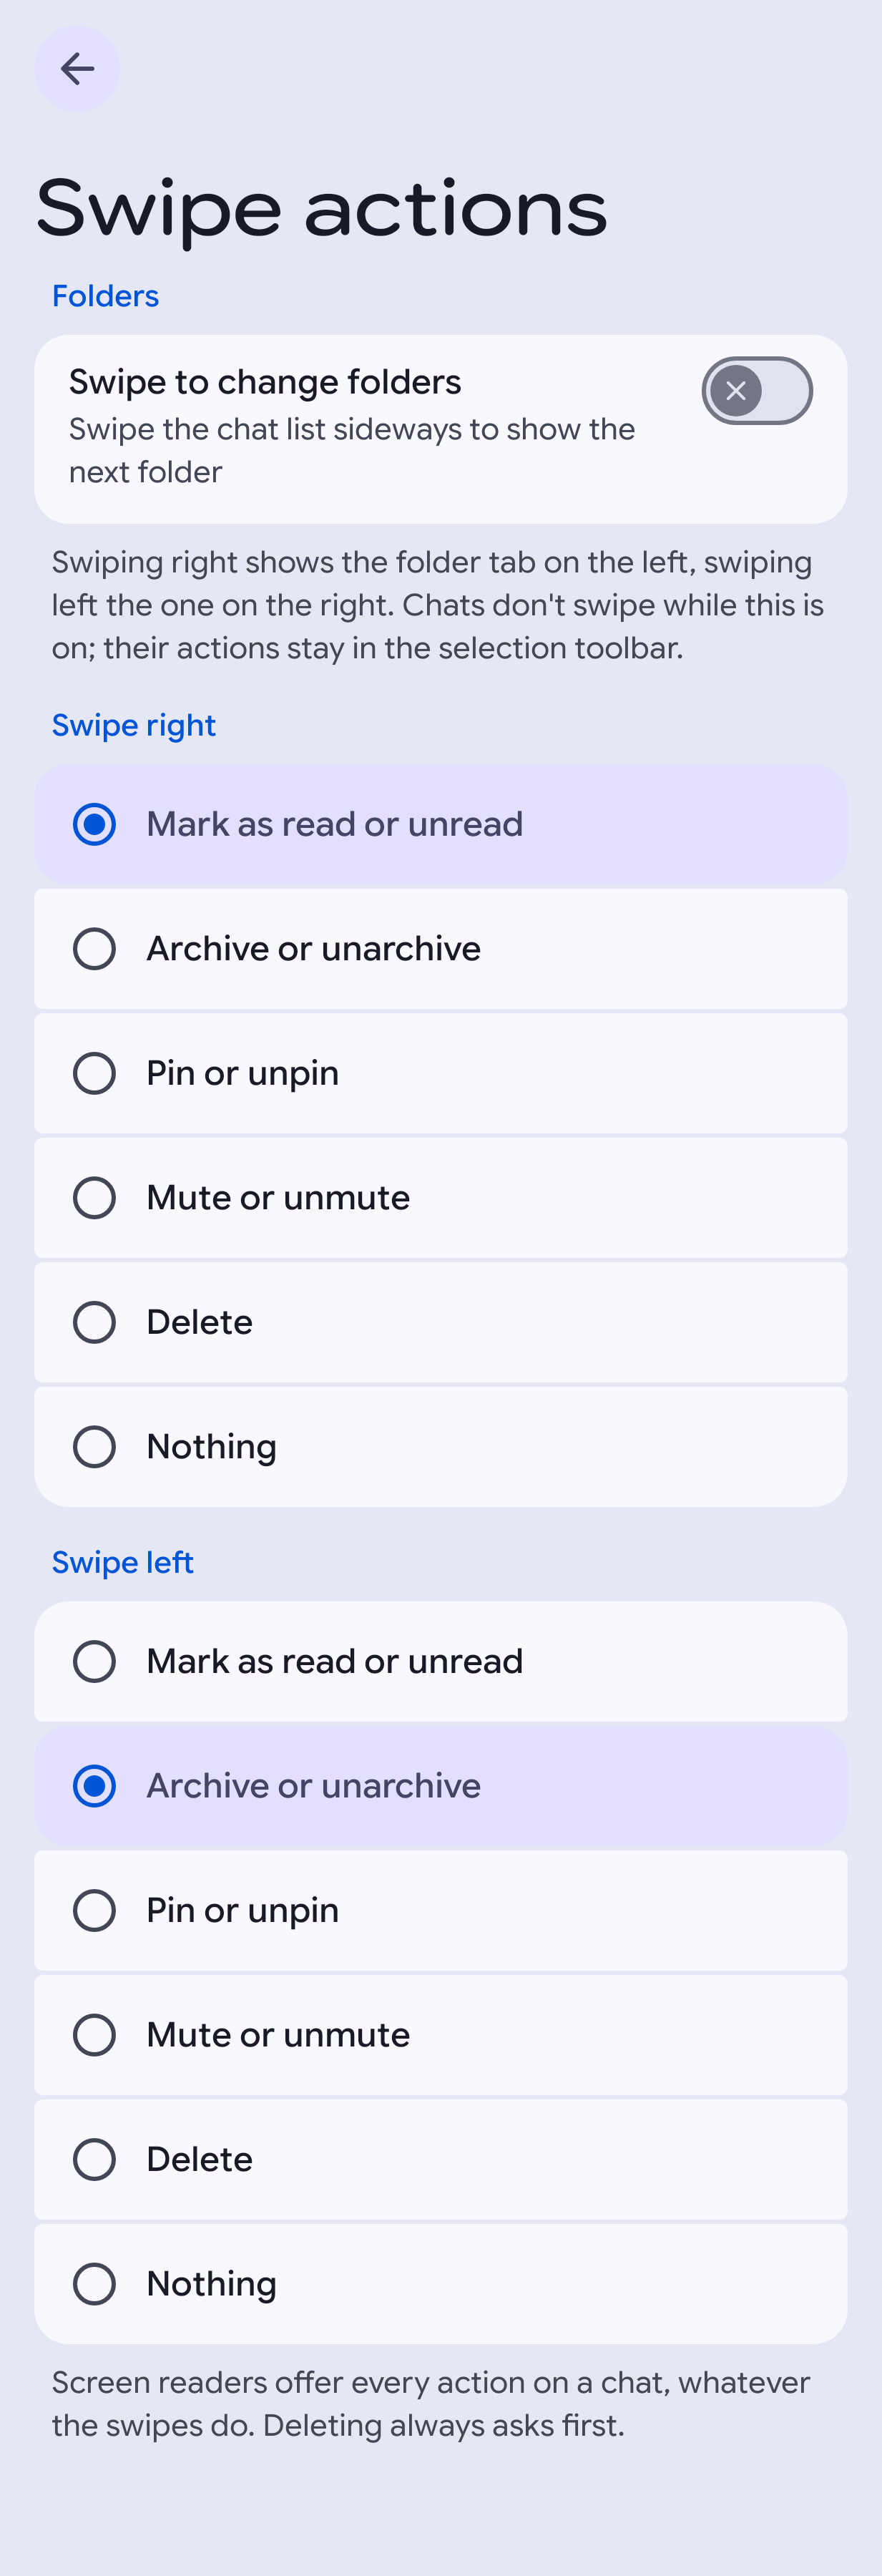 Swipe actions
Folders
Swipe to change folders
Swipe the chat list sideways to show the
next folder
Swiping right shows the folder tab on the left, swiping
left the one on the right. Chats don't swipe while this is
on; their actions stay in the selection toolbar.
Swipe right
Mark as read or unread
Archive or unarchive
Pin or unpin
Mute or unmute
Delete
Nothing
Swipe left
Mark as read or unread
Archive or unarchive
Pin or unpin
Mute or unmute
Delete
Nothing
Screen readers offer every action on a chat, whatever
the swipes do. Deleting always asks first.